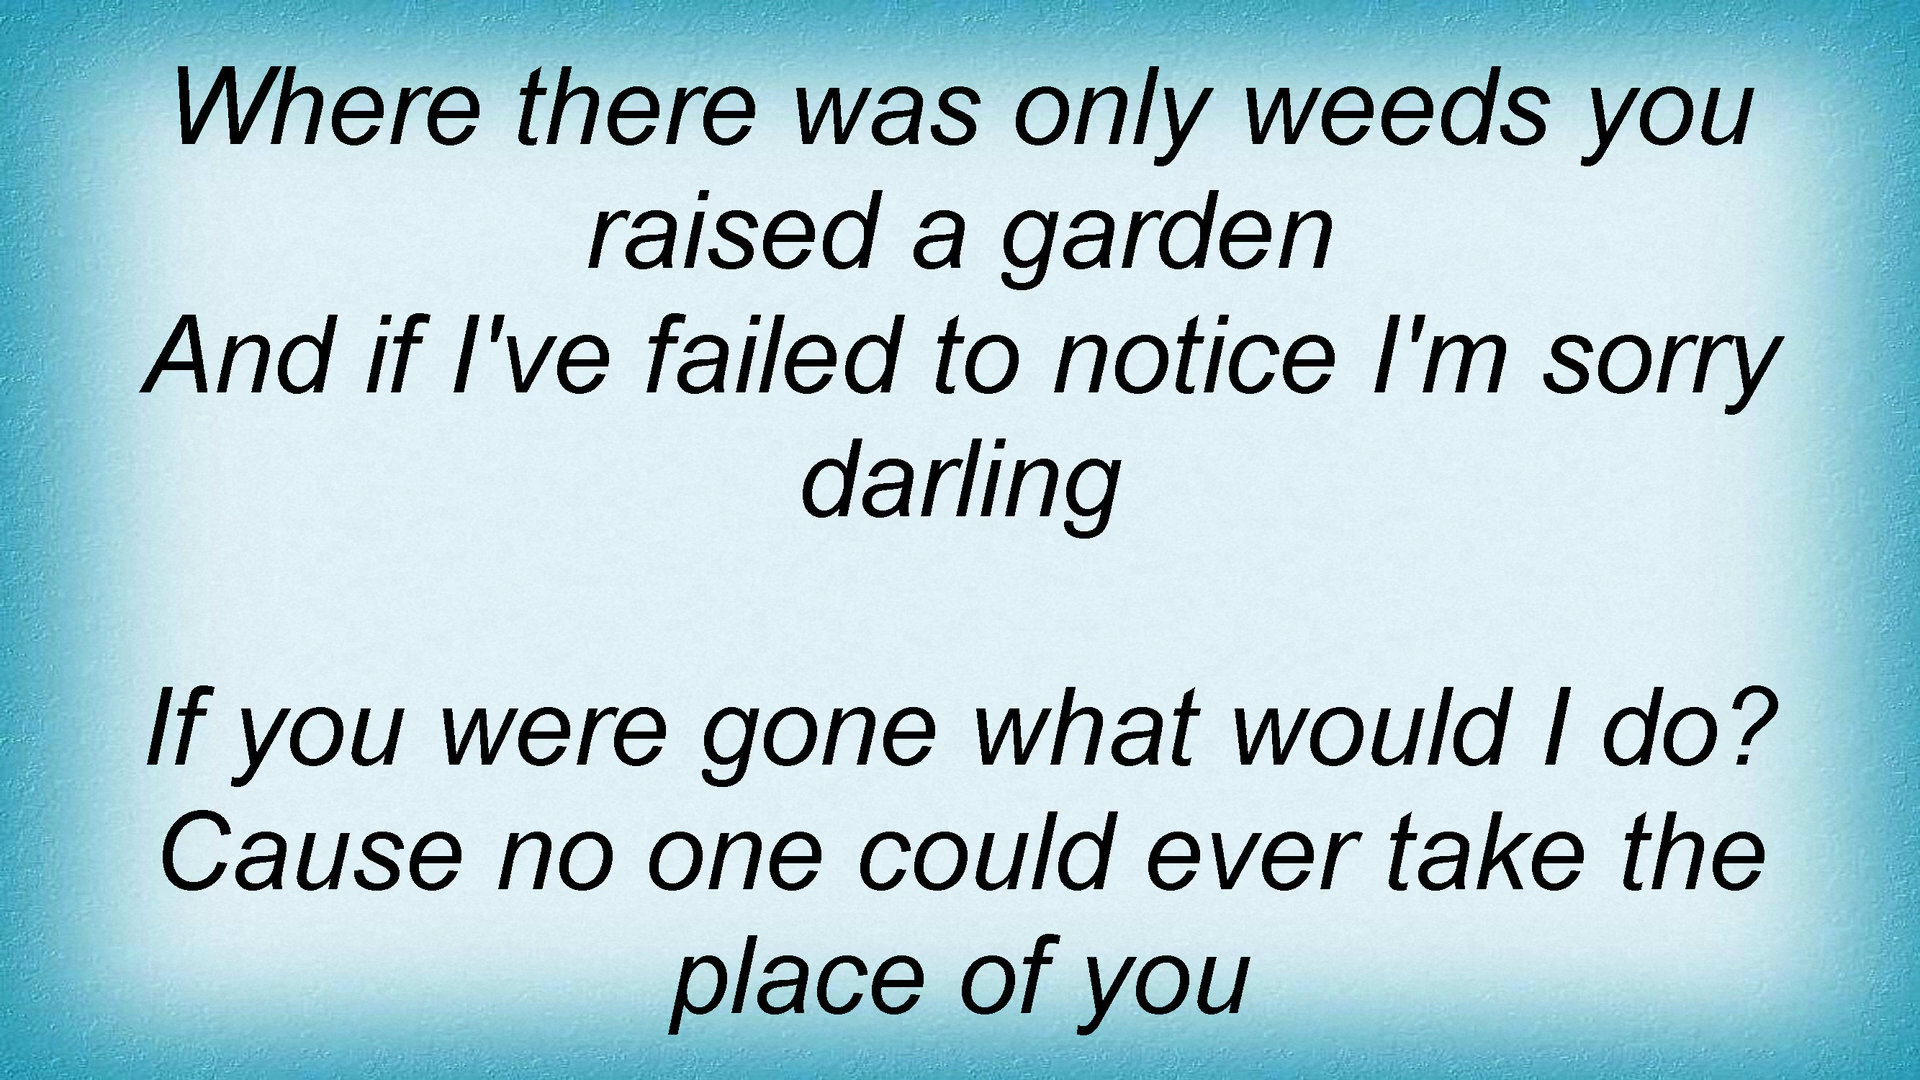 Where there was only weeds you
raised a garden
And if I've failed to notice I'm sorry
darling
If you were gone what would I do?
Cause no one could ever take the
place of you